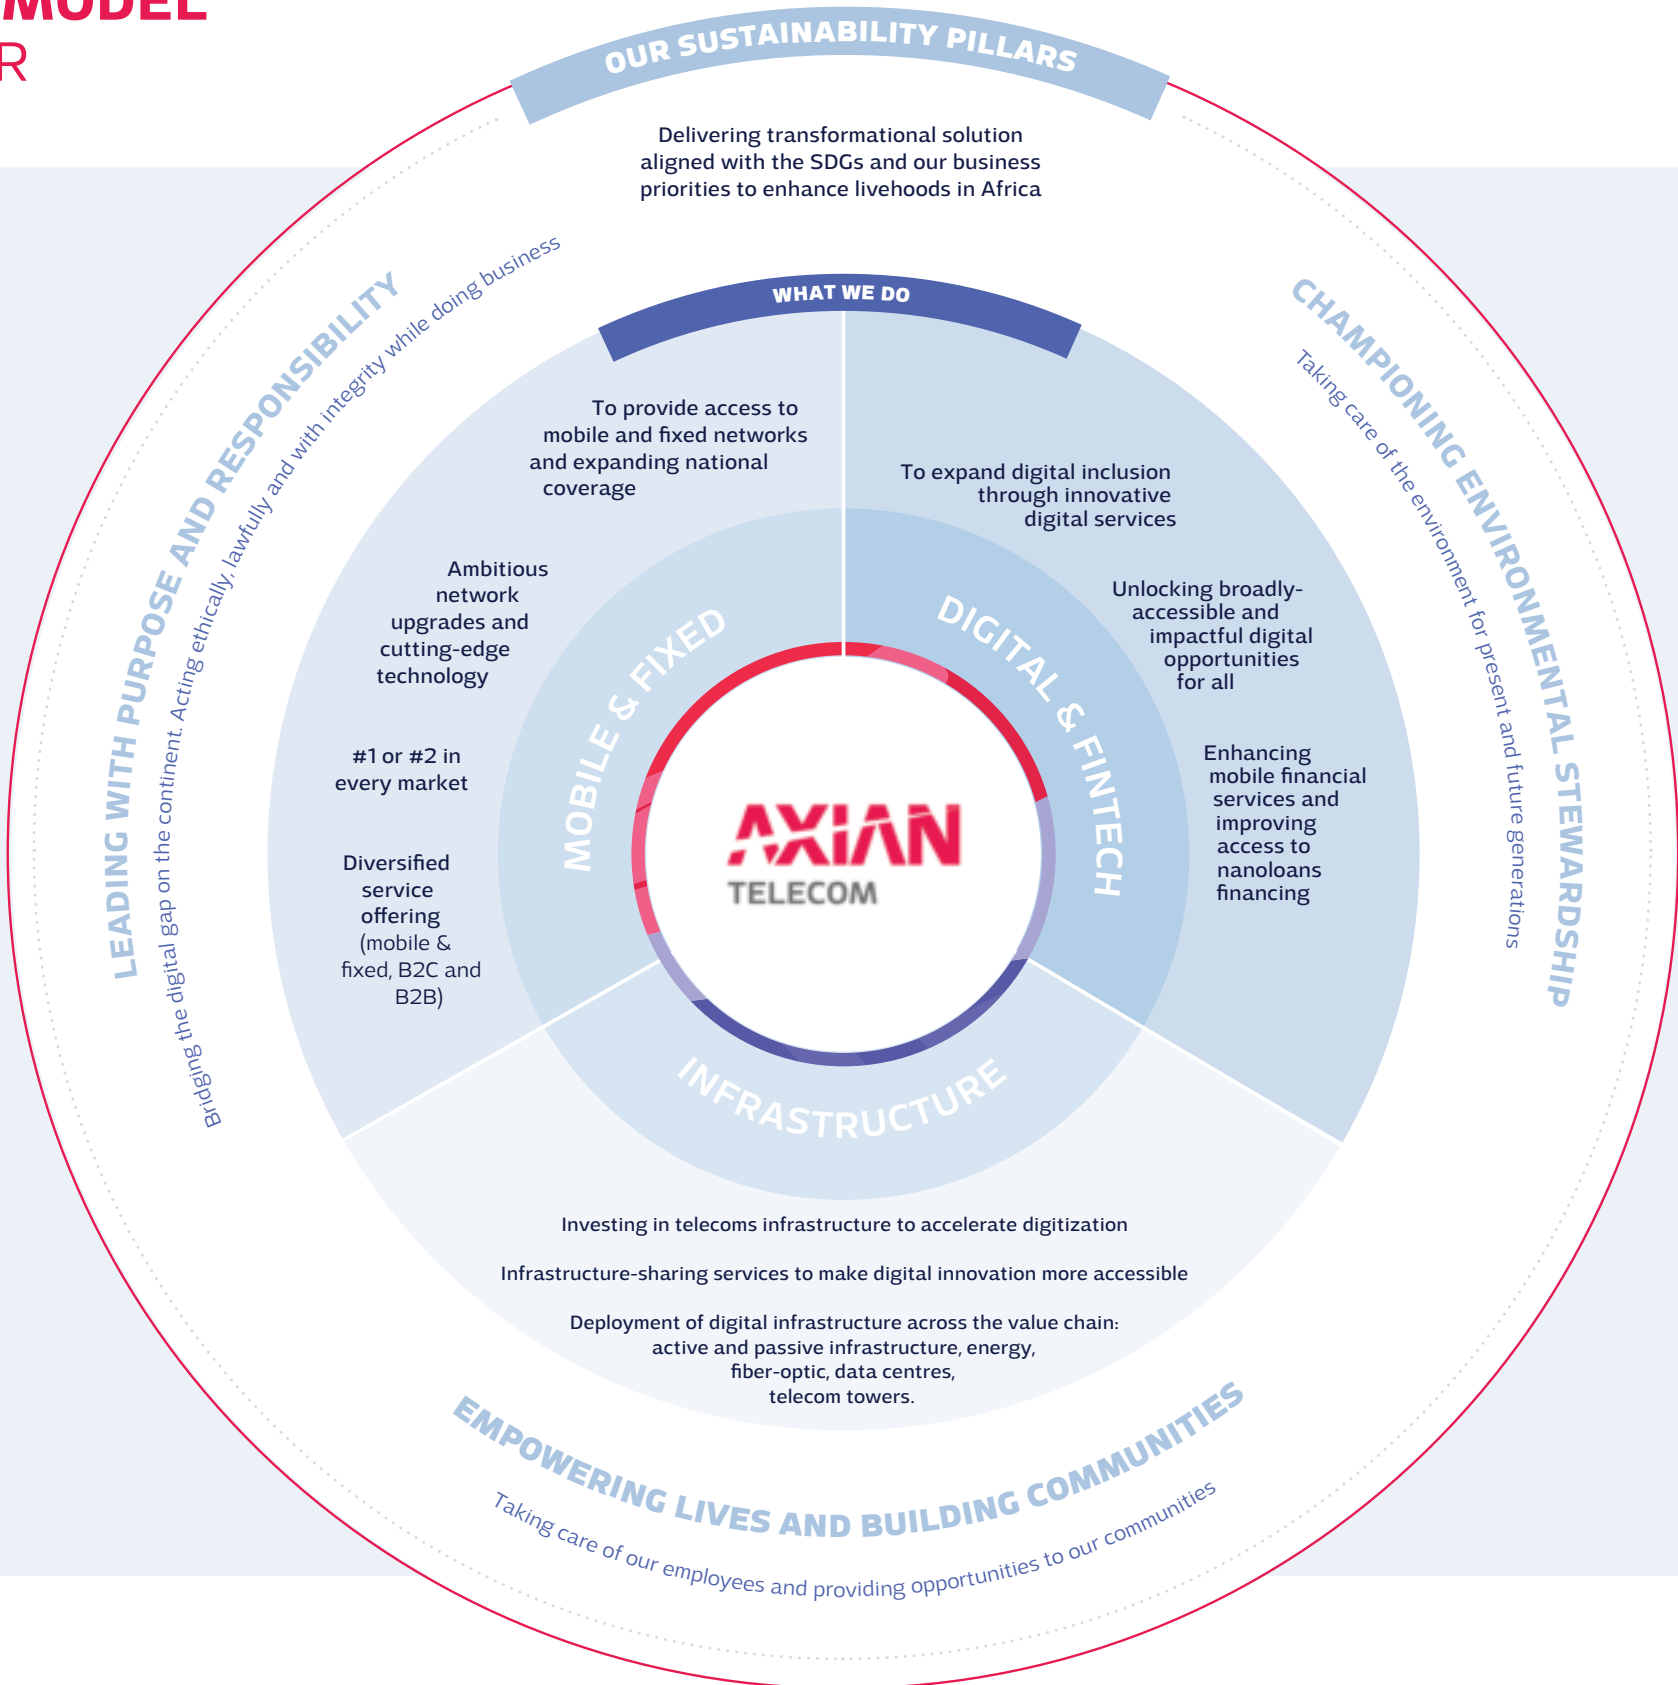 MODEL
R
OUR SUSTAINABILITY PILLARS
Delivering transformational solution
aligned with the SDGs and our business
priorities to enhance livehoods in Africa
LEADING WITH PURPOSE AND RESPONSIBILITY
Bridging the digital gap on the continent. Acting ethically, lawfully and with integrity while doing business
CHAMPIONING ENVIRONMENTAL STEWARDSHIP
Taking care of the environment for present and future generations
WHAT WE DO
To provide access to
mobile and fixed networks
and expanding national
coverage
Ambitious
network
upgrades and
cutting-edge
technology
#1 or #2 in
every market
Diversified
service
offering
(mobile &
fixed, B2C and
B2B)
MOBILE & FIXED
To expand digital inclusion
through innovative
digital services
Unlocking broadly-
accessible and
impactful digital
opportunities
for all
Enhancing
mobile financial
services and
improving
access to
nanoloans
financing
DIGITAL & FINTECH
AXIAN
TELECOM
INFRASTRUCTURE
Investing in telecoms infrastructure to accelerate digitization
Infrastructure-sharing services to make digital innovation more accessible
Deployment of digital infrastructure across the value chain:
active and passive infrastructure, energy,
fiber-optic, data centres,
telecom towers.
EMPOWERING LIVES AND BUILDING COMMUNITIES
Taking care of our employees and providing opportunities to our communities